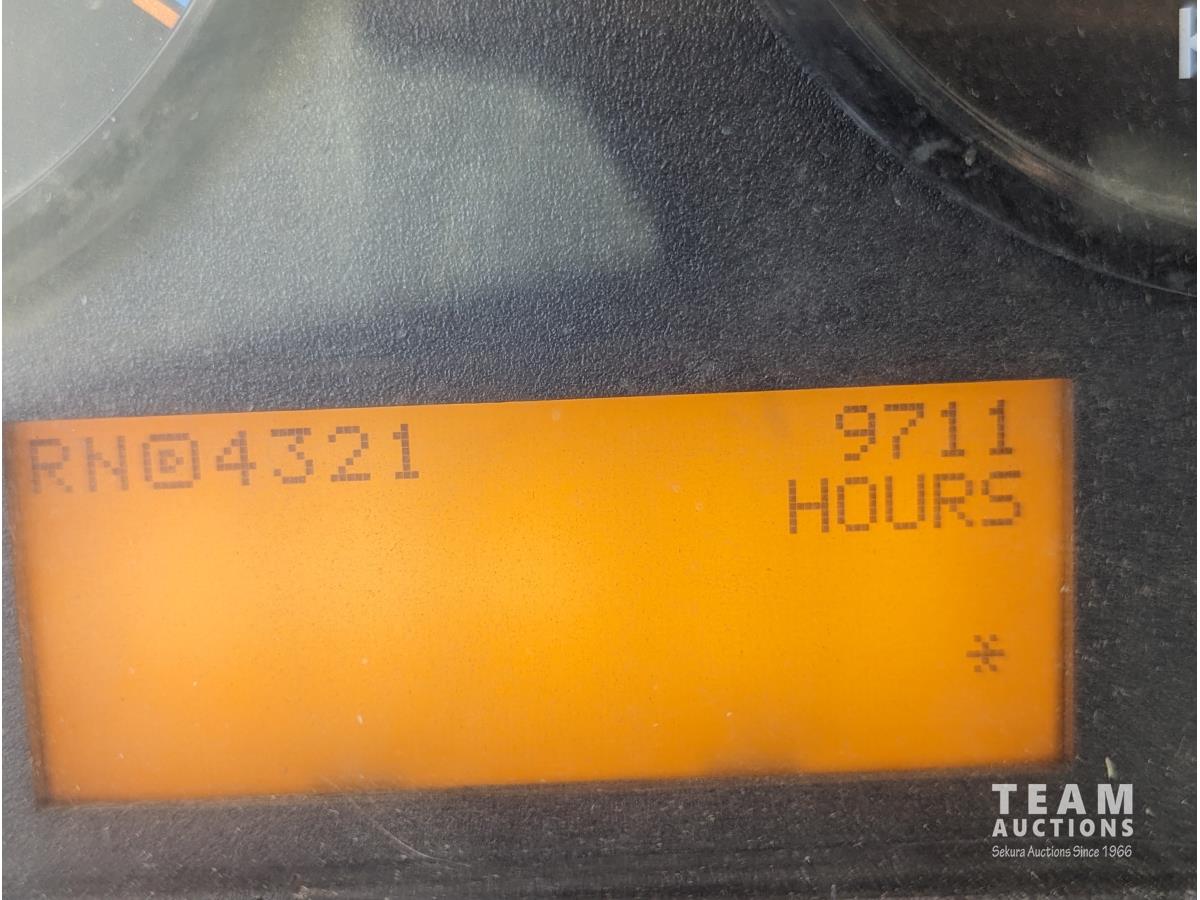 RN@4321 9711
HOURS
*
TEAM
AUCTIONS
Sekura Auctions Since 1966